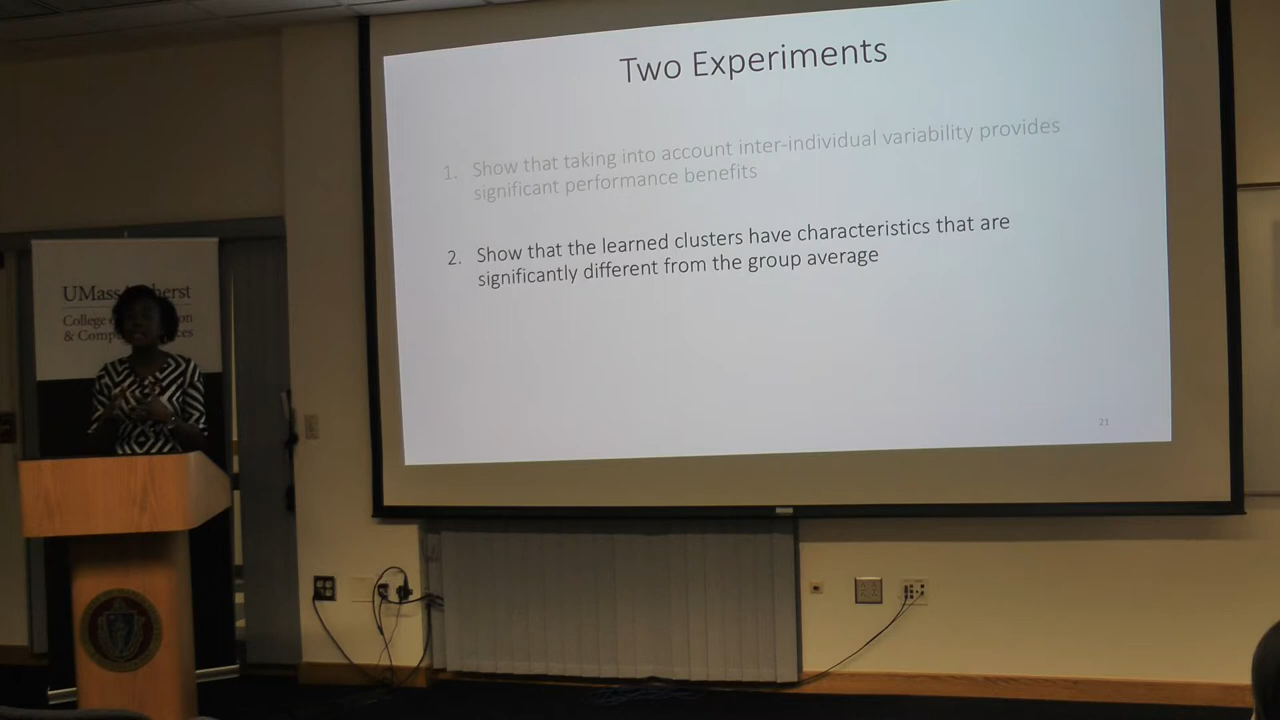 Two Experiments
1. Show that taking into account inter-individual variability provides
significant performance benefits
2. Show that the learned clusters have characteristics that are
significantly different from the group average
21
UMass
College
&